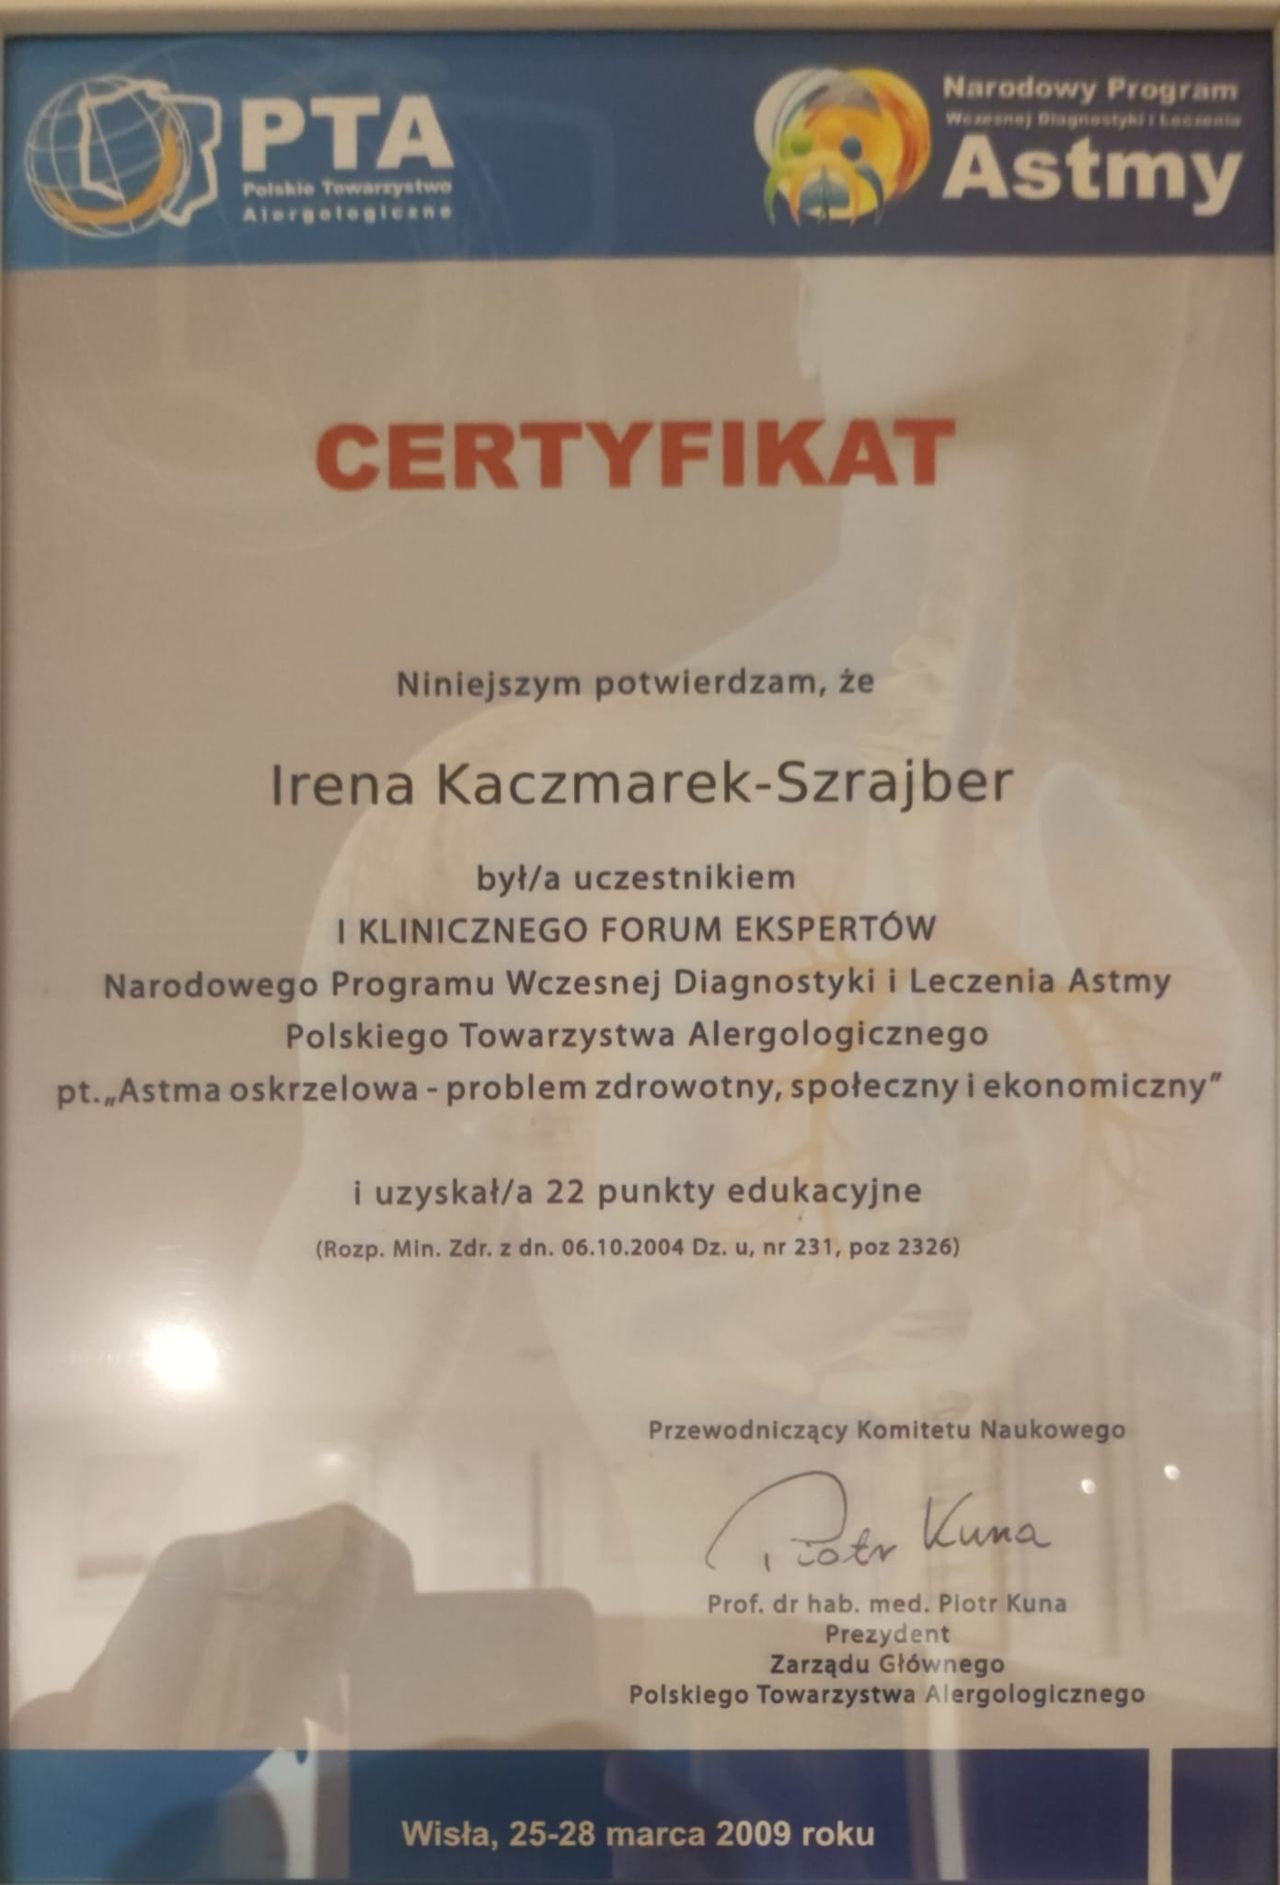 PTA
Polskie Towarzystwo
Alergologiczne
Narodowy Program
Wczesnej Diagnostyki i Leczenia
Astmy
CERTYFIKAT
Niniejszym potwierdzam, że
Irena Kaczmarek-Szrajber
był/a uczestnikiem
I KLINICZNEGO FORUM EKSPERTÓW
Narodowego Programu Wczesnej Diagnostyki i Leczenia Astmy
Polskiego Towarzystwa Alergologicznego
pt. „Astma oskrzelowa - problem zdrowotny, społeczny i ekonomiczny”
i uzyskał/a 22 punkty edukacyjne
(Rozp. Min. Zdr. z dn. 06.10.2004 Dz. u, nr 231, poz 2326)
Przewodniczący Komitetu Naukowego
Piotr Kuna
Prof. dr hab. med. Piotr Kuna
Prezydent
Zarządu Głównego
Polskiego Towarzystwa Alergologicznego
Wisła, 25-28 marca 2009 roku